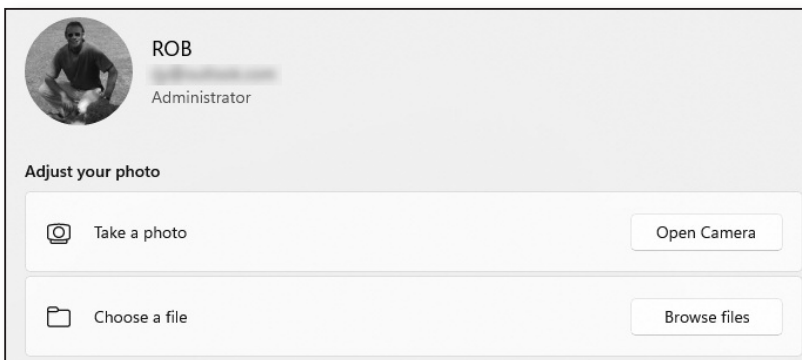 ROB
Administrator
Adjust your photo
Take a photo
Open Camera
Choose a file
Browse files